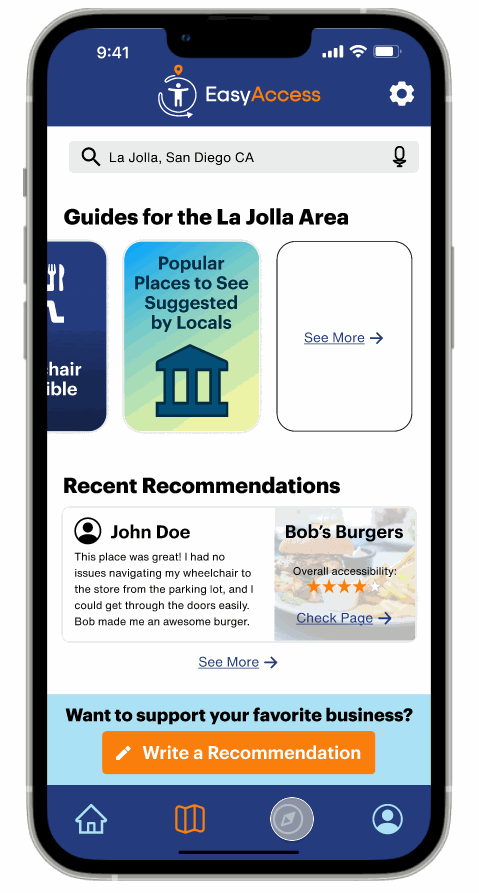 9:41
EasyAccess
La Jolla, San Diego CA
Guides for the La Jolla Area
hair
ible
Popular
Places to See
Suggested
by Locals
See More
Recent Recommendations
John Doe
This place was great! I had no
issues navigating my wheelchair to
the store from the parking lot, and I
could get through the doors easily.
Bob made me an awesome burger.
Bob's Burgers
Overall accessibility:
Check Page
See More
Want to support your favorite business?
Write a Recommendation